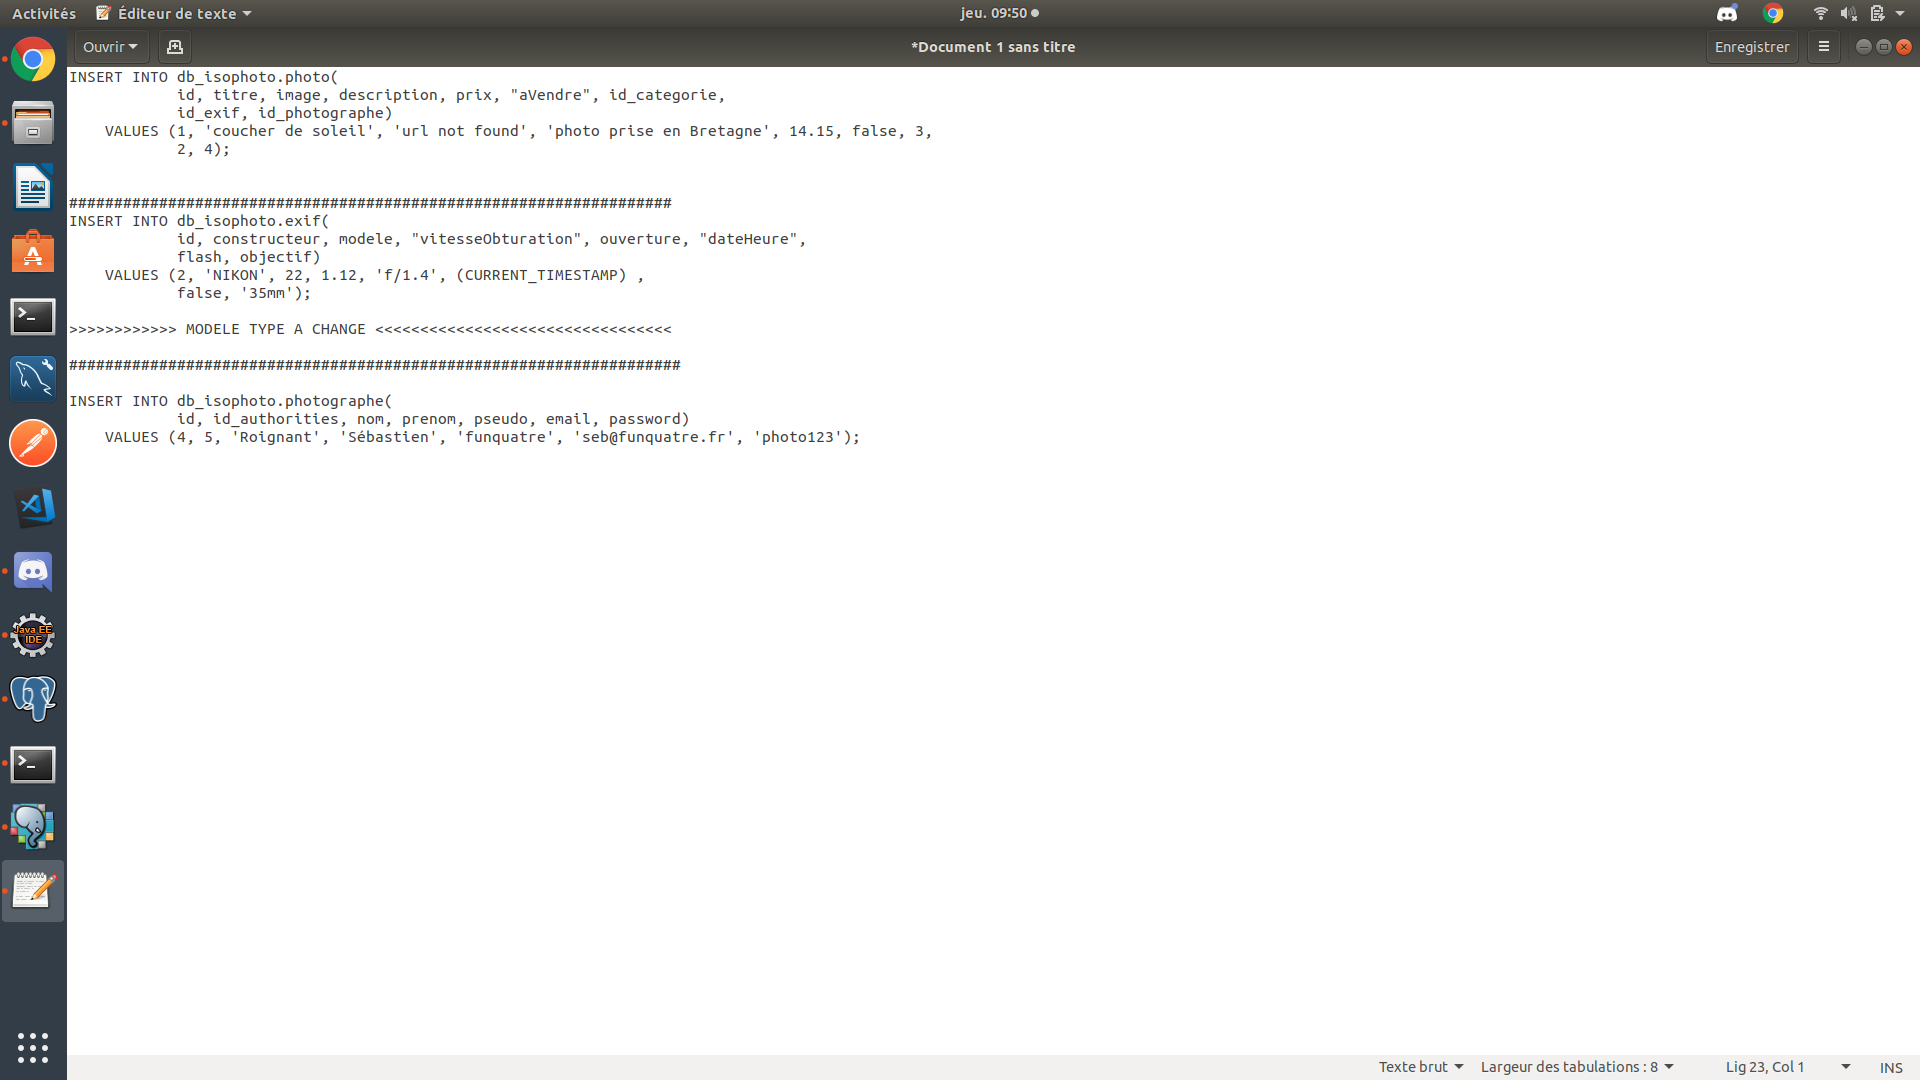 Activités Éditeur de texte jeu. 09:50
Ouvrir *Document 1 sans titre Enregistrer
INSERT INTO db_isophoto.photo(
id, titre, image, description, prix, "aVendre", id_categorie,
id_exif, id_photographe)
VALUES (1, 'coucher de soleil', 'url not found', 'photo prise en Bretagne', 14.15, false, 3,
2, 4);
###################################################################
INSERT INTO db_isophoto.exif(
id, constructeur, modele, "vitesseObturation", ouverture, "dateHeure",
flash, objectif)
VALUES (2, 'NIKON', 22, 1.12, 'f/1.4', (CURRENT_TIMESTAMP) ,
false, '35mm');
>>>>>>>>>>>> MODELE TYPE A CHANGE <<<<<<<<<<<<<<<<<<<<<<<<<<<<<<<<<
####################################################################
INSERT INTO db_isophoto.photographe(
id, id_authorities, nom, prenom, pseudo, email, password)
VALUES (4, 5, 'Roignant', 'Sébastien', 'funquatre', 'seb@funquatre.fr', 'photo123');
Java EE
IDE
Texte brut Largeur des tabulations : 8 Lig 23, Col 1 INS